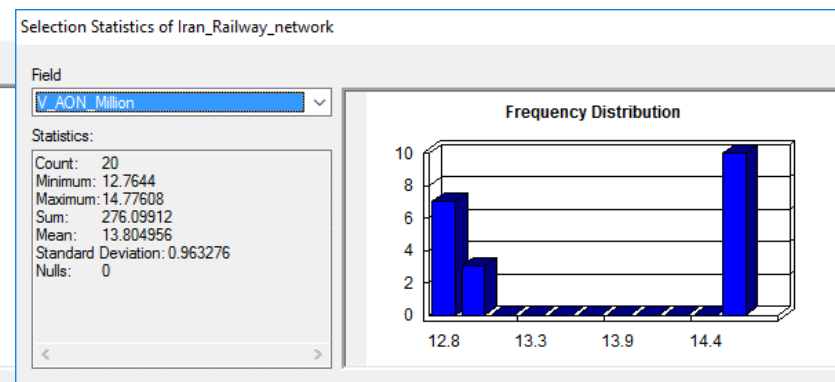 Selection Statistics of Iran_Railway_network
Field
V_AON_Million
Statistics:
Count: 20
Minimum: 12.7644
Maximum: 14.77608
Sum: 276.09912
Mean: 13.804956
Standard Deviation: 0.963276
Nulls: 0
Frequency Distribution
10
8
6
4
2
0
12.8 13.3 13.9 14.4